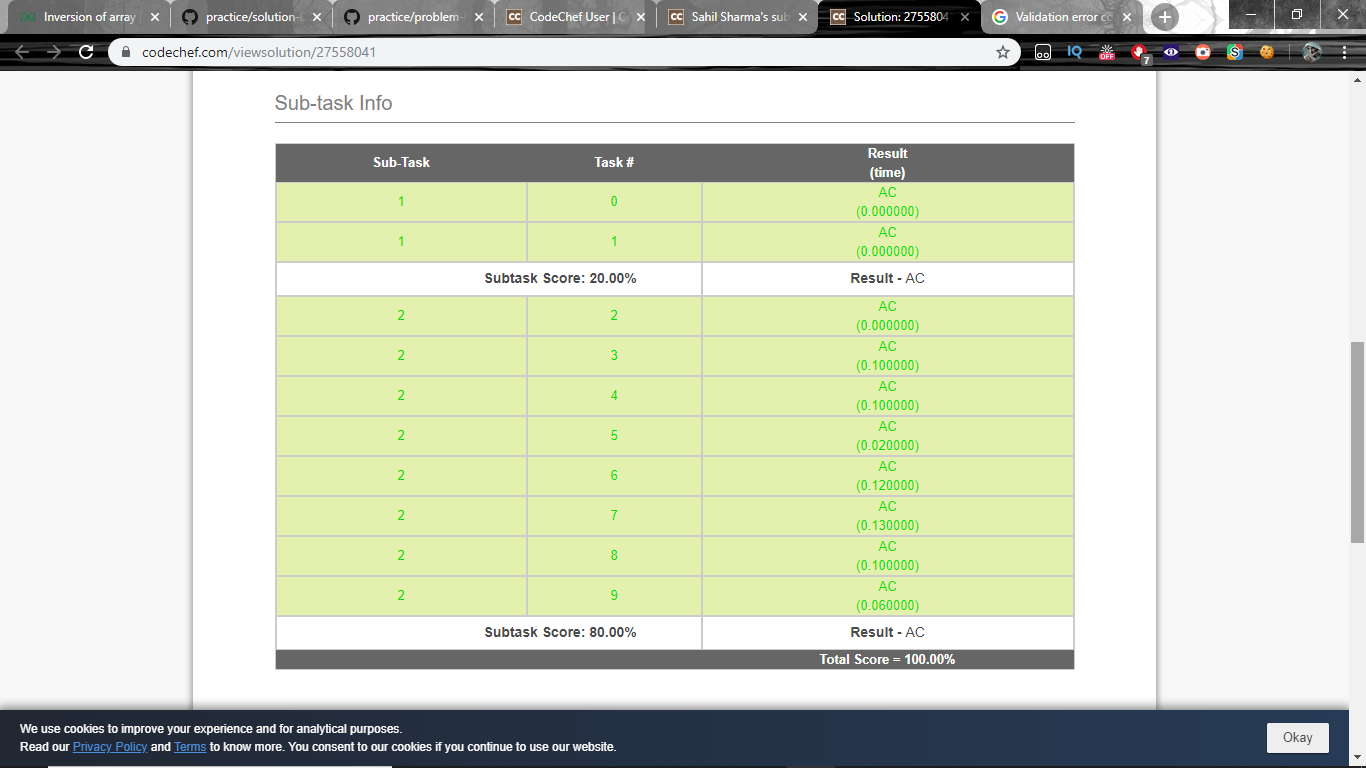 Inversion of array
practice/solution-
practice/problem-
CodeChef User | C
Sahil Sharma's sub
Solution: 2755804
Validation error co
codechef.com/viewsolution/27558041
IQ
OFF
7
S
Sub-task Info
Sub-Task Task # Result
(time)
1 0 AC
(0.000000)
1 1 AC
(0.000000)
Subtask Score: 20.00% Result - AC
2 2 AC
(0.000000)
2 3 AC
(0.100000)
2 4 AC
(0.100000)
2 5 AC
(0.020000)
2 6 AC
(0.120000)
2 7 AC
(0.130000)
2 8 AC
(0.100000)
2 9 AC
(0.060000)
Subtask Score: 80.00% Result - AC
Total Score = 100.00%
We use cookies to improve your experience and for analytical purposes.
Read our Privacy Policy and Terms to know more. You consent to our cookies if you continue to use our website.
Okay